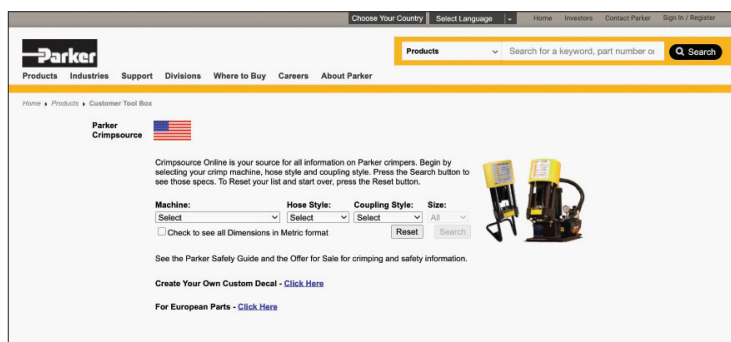 Choose Your Country Select Language Home Investors Contact Parker Sign In / Register
Parker
Products Search for a keyword, part number or Search
Products Industries Support Divisions Where to Buy Careers About Parker
Home Products Customer Tool Box
Parker
Crimpsource
Crimpsource Online is your source for all information on Parker crimpers. Begin by
selecting your crimp machine, hose style and coupling style. Press the Search button to
see those specs. To Reset your list and start over, press the Reset button.
Machine: Hose Style: Coupling Style: Size:
Select Select Select All
Check to see all Dimensions in Metric format Reset Search
See the Parker Safety Guide and the Offer for Sale for crimping and safety information.
Create Your Own Custom Decal - Click Here
For European Parts - Click Here